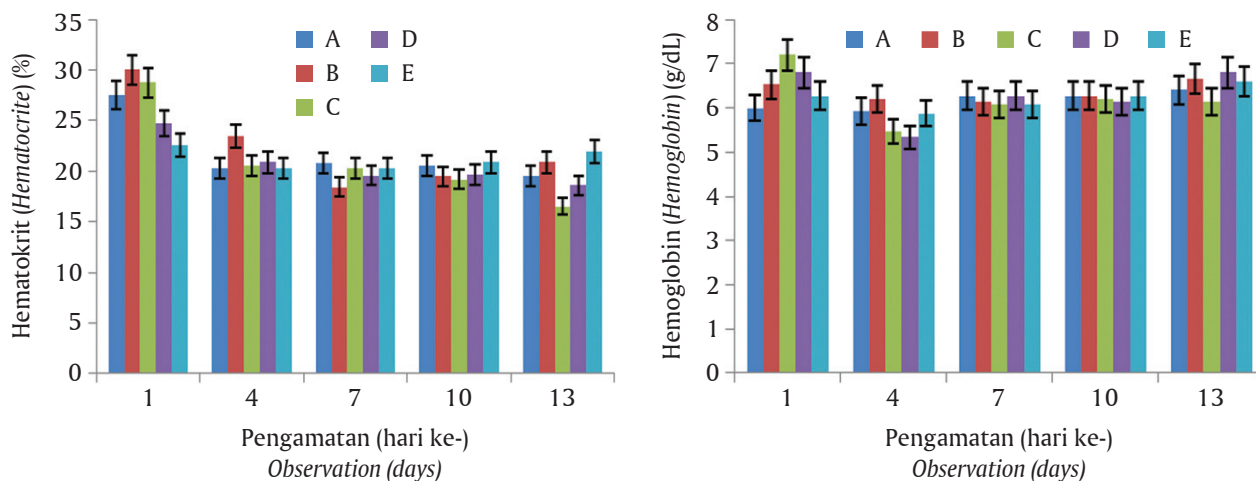 Hematokrit (Hematocrite) (%)
35
30
25
20
15
10
5
0
A
D
B
E
C
1
4
7
10
13
Pengamatan (hari ke-)
Observation (days)
Hemoglobin (Hemoglobin) (g/dL)
8
7
6
5
4
3
2
1
0
A
B
C
D
E
1
4
7
10
13
Pengamatan (hari ke-)
Observation (days)